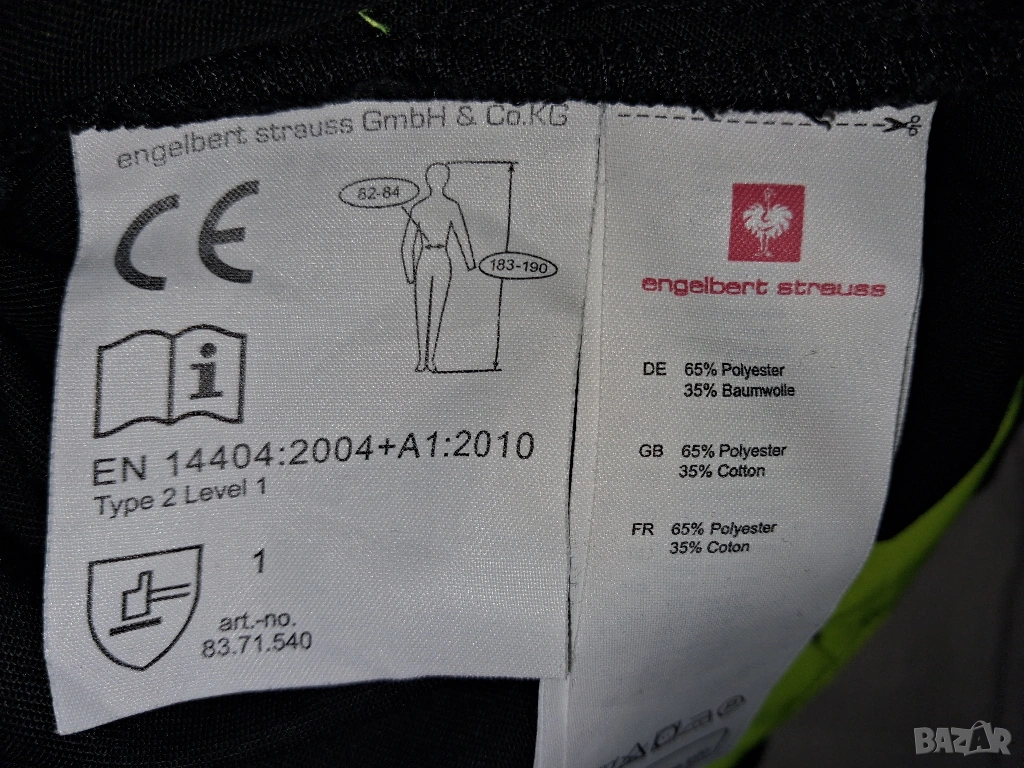 engelbert strauss GmbH & Co.KG
CE
82-84
183-190
i
EN 14404:2004+A1:2010
Type 2 Level 1
1
art.-no.
83.71.540
engelbert strauss
DE 65% Polyester
35% Baumwolle
GB 65% Polyester
35% Cotton
FR 65% Polyester
35% Coton
BAZAR